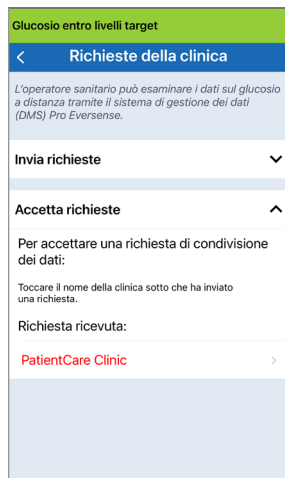 Glucosio entro livelli target
Richieste della clinica
L'operatore sanitario può esaminare i dati sul glucosio
a distanza tramite il sistema di gestione dei dati
(DMS) Pro Eversense.
Invia richieste
Accetta richieste
Per accettare una richiesta di condivisione
dei dati:
Toccare il nome della clinica sotto che ha inviato
una richiesta.
Richiesta ricevuta:
PatientCare Clinic